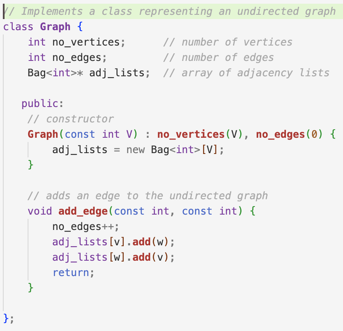 // Implements a class representing an undirected graph
class Graph {
    int no_vertices;      // number of vertices
    int no_edges;         // number of edges
    Bag<int>* adj_lists;  // array of adjacency lists

   public:
    // constructor
    Graph(const int V) : no_vertices(V), no_edges(0) {
        adj_lists = new Bag<int>[V];
    }

    // adds an edge to the undirected graph
    void add_edge(const int, const int) {
        no_edges++;
        adj_lists[v].add(w);
        adj_lists[w].add(v);
        return;
    }

};